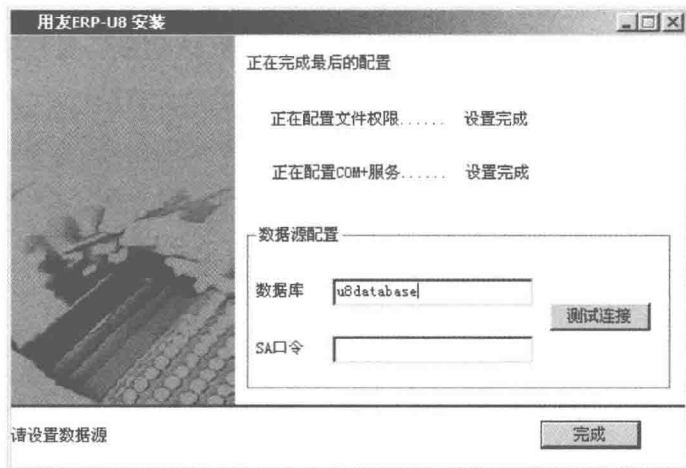 用友ERP-U8 安装
正在完成最后的配置
正在配置文件权限...... 设置完成
正在配置COM+服务...... 设置完成
数据源配置
数据库 u8database
测试连接
SA口令
请设置数据源 完成